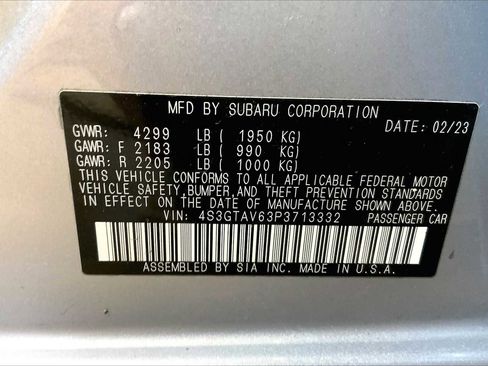 MFD BY SUBARU CORPORATION
DATE: 02/23
GVWR: 4299 LB ( 1950 KG)
GAWR: F 2183 LB ( 990 KG)
GAWR: R 2205 LB ( 1000 KG)
THIS VEHICLE CONFORMS TO ALL APPLICABLE FEDERAL MOTOR
VEHICLE SAFETY, BUMPER, AND THEFT PREVENTION STANDARDS
IN EFFECT ON THE DATE OF MANUFACTURE SHOWN ABOVE.
VIN: 4S3GTAV63P3713332 PASSENGER CAR
ASSEMBLED BY SIA INC. MADE IN U.S.A.